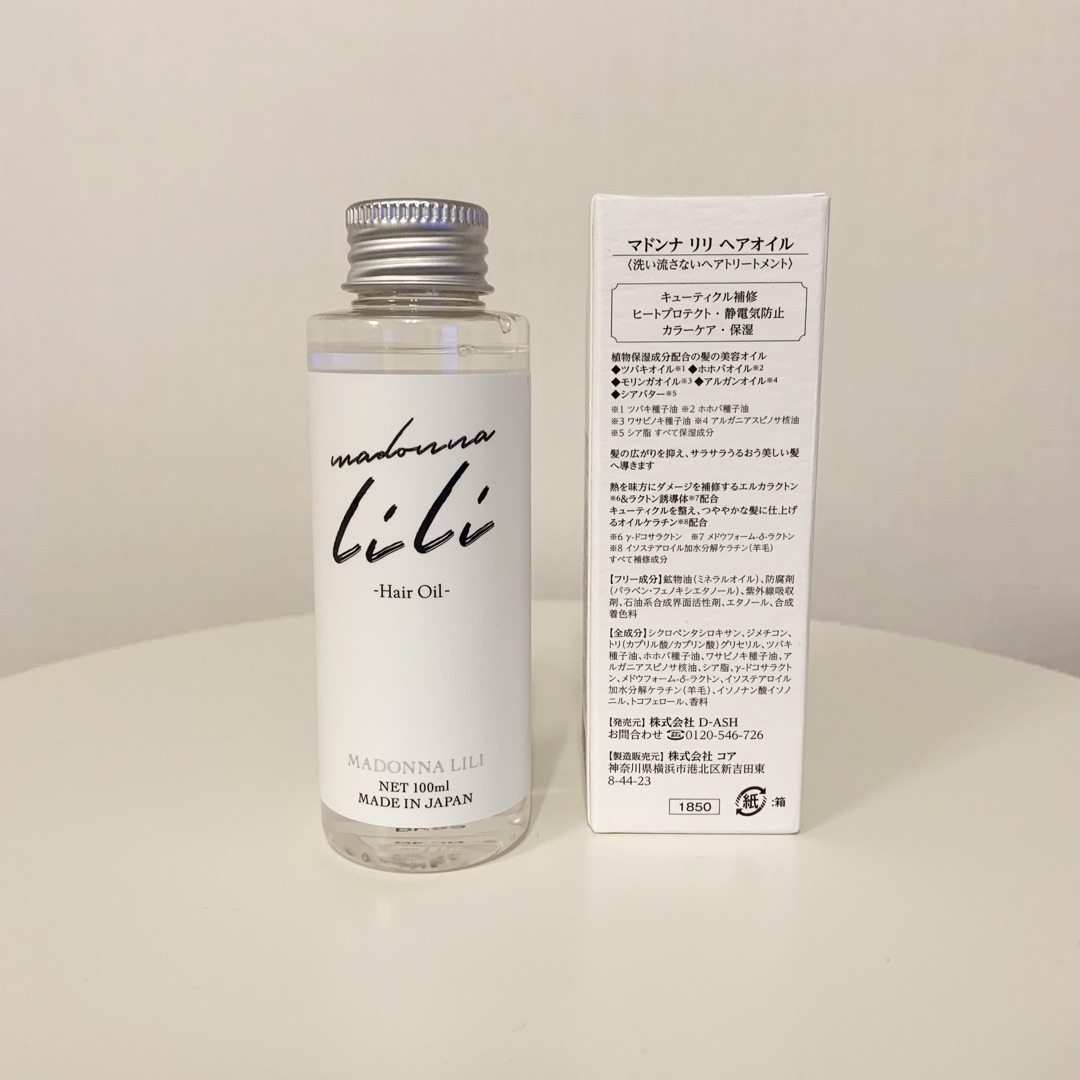 madonna
LiLi
-Hair Oil-
MADONNA LILI
NET 100ml
MADE IN JAPAN
マドンナ リリ ヘアオイル
〈洗い流さないヘアトリートメント〉
キューティクル補修
ヒートプロテクト・静電気防止
カラーケア・保湿
植物保湿成分配合の髪の美容オイル
◆ツバキオイル※1 ◆ホホバオイル※2
◆モリンガオイル※3 ◆アルガンオイル※4
◆シアバター※5
※1 ツバキ種子油 ※2 ホホバ種子油
※3 ワサビノキ種子油 ※4 アルガニアスピノサ核油
※5 シア脂 すべて保湿成分
髪の広がりを抑え、サラサラうるおう美しい髪
へ導きます
熱を味方にダメージを補修するエルカラクトン
※6&ラクトン誘導体※7配合
キューティクルを整え、つややかな髪に仕上げ
るオイルケラチン※8配合
※6 γ-ドコサラクトン ※7 メドウフォーム-δ-ラクトン
※8 イソステアロイル加水分解ケラチン(羊毛)
すべて補修成分
【フリー成分】鉱物油(ミネラルオイル)、防腐剤
(パラベン・フェノキシエタノール)、紫外線吸収
剤、石油系合成界面活性剤、エタノール、合成
着色料
【全成分】シクロペンタシロキサン、ジメチコン、
トリ(カプリル酸/カプリン酸)グリセリル、ツバキ
種子油、ホホバ種子油、ワサビノキ種子油、ア
ルガニアスピノサ核油、シア脂、γ-ドコサラクト
ン、メドウフォーム-δ-ラクトン、イソステアロイル
加水分解ケラチン(羊毛)、イソノナン酸イソノ
ニル、トコフェロール、香料
【発売元】株式会社 D-ASH
お問合わせ 0120-546-726
【製造販売元】株式会社 コア
神奈川県横浜市港北区新吉田東
8-44-23
1850
紙 :箱